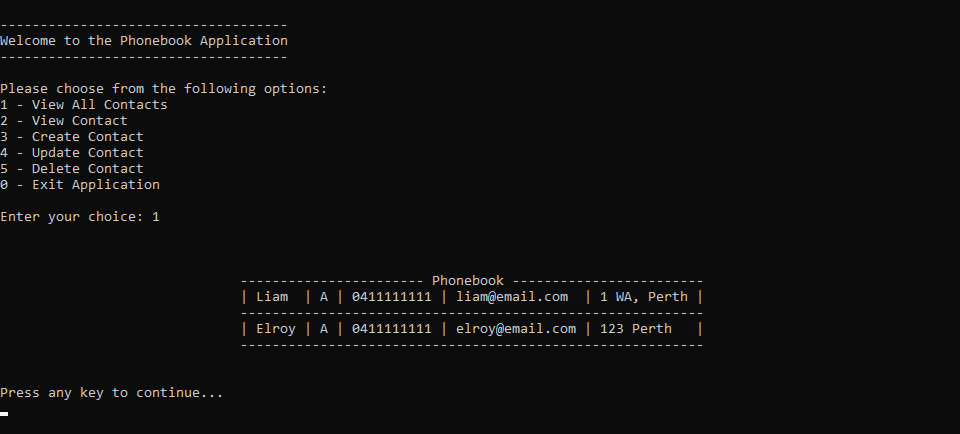 ------------------------------------
Welcome to the Phonebook Application
------------------------------------
Please choose from the following options:
1 - View All Contacts
2 - View Contact
3 - Create Contact
4 - Update Contact
5 - Delete Contact
0 - Exit Application
Enter your choice: 1
----------------------- Phonebook ------------------------
| Liam  | A | 0411111111 | liam@email.com  | 1 WA, Perth |
----------------------------------------------------------
| Elroy | A | 0411111111 | elroy@email.com | 123 Perth   |
----------------------------------------------------------
Press any key to continue...